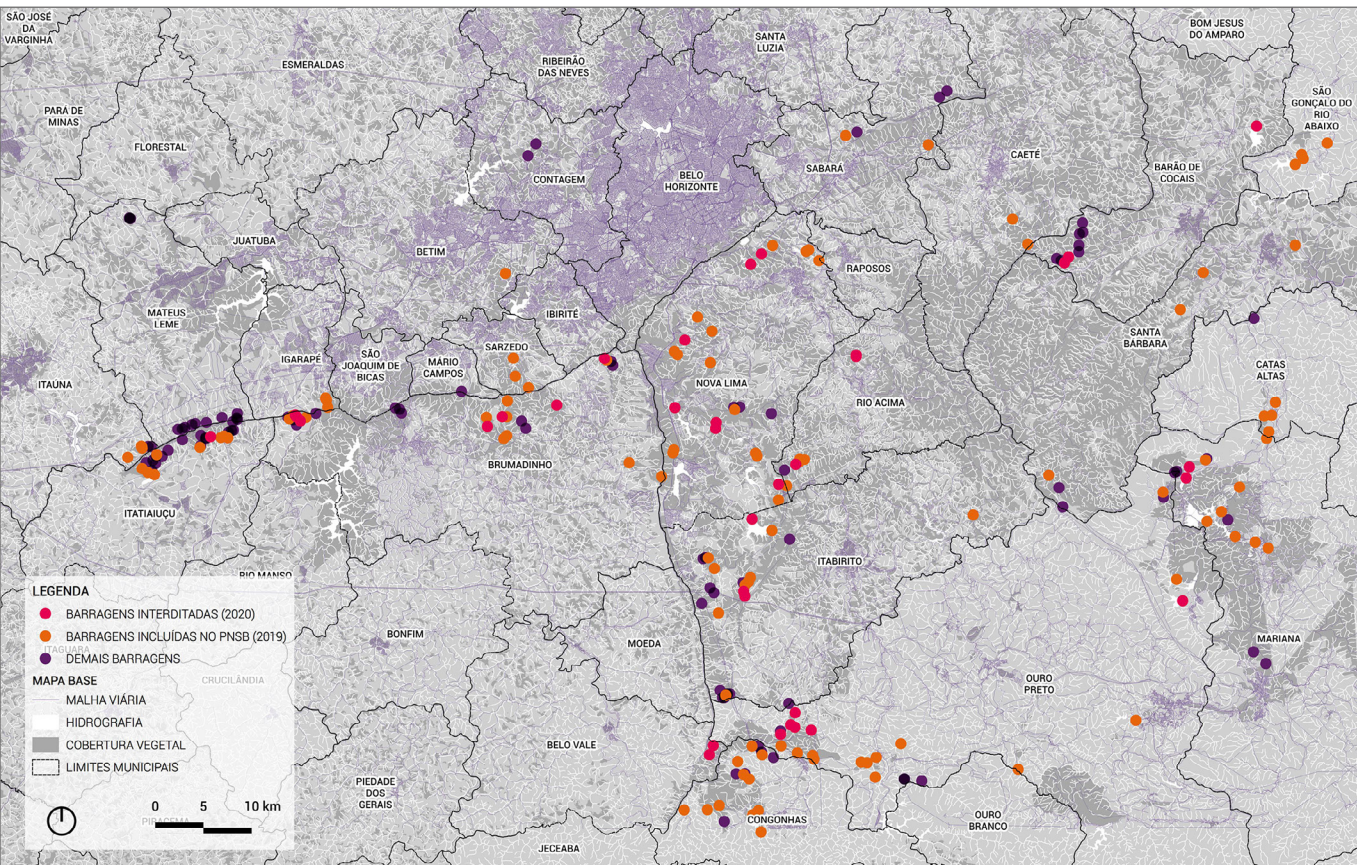 SÃO JOSÉ
DA
VARGINHA
ESMERALDAS
RIBEIRÃO
DAS NEVES
SANTA
LUZIA
BOM JESUS
DO AMPARO
PARÁ DE
MINAS
FLORESTAL
CONTAGEM
BELO
HORIZONTE
SABARÁ
CAETÉ
BARÃO DE
COCAIS
SÃO
GONÇALO DO
RIO
ABAIXO
JUATUBA
BETIM
RAPOSOS
MATEUS
LEME
IBIRITÉ
SANTA
BARBARA
ITAÚNA
IGARAPÉ
SÃO
JOAQUIM DE
BICAS
MÁRIO
CAMPOS
SARZEDO
NOVA LIMA
RIO ACIMA
CATAS
ALTAS
BRUMADINHO
ITATIAIUÇU
ITABIRITO
RIO MANSO
BONFIM
MOEDA
MARIANA
OURO
PRETO
BELO VALE
PIEDADE
DOS
GERAIS
CONGONHAS
OURO
BRANCO
JECEABA
LEGENDA
BARRAGENS INTERDITADAS (2020)
BARRAGENS INCLUÍDAS NO PNSB (2019)
ITAGUARA
DEMAIS BARRAGENS
CRUCILÂNDIA
MAPA BASE
MALHA VIÁRIA
HIDROGRAFIA
COBERTURA VEGETAL
LIMITES MUNICIPAIS
0 5 10 km
PIRACEMA